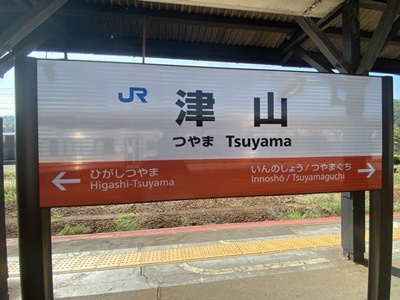 JR
津山
つやま Tsuyama
ひがしつやま
Higashi-Tsuyama
いんのしょう/つやまぐち
Innoshō/Tsuyamaguchi